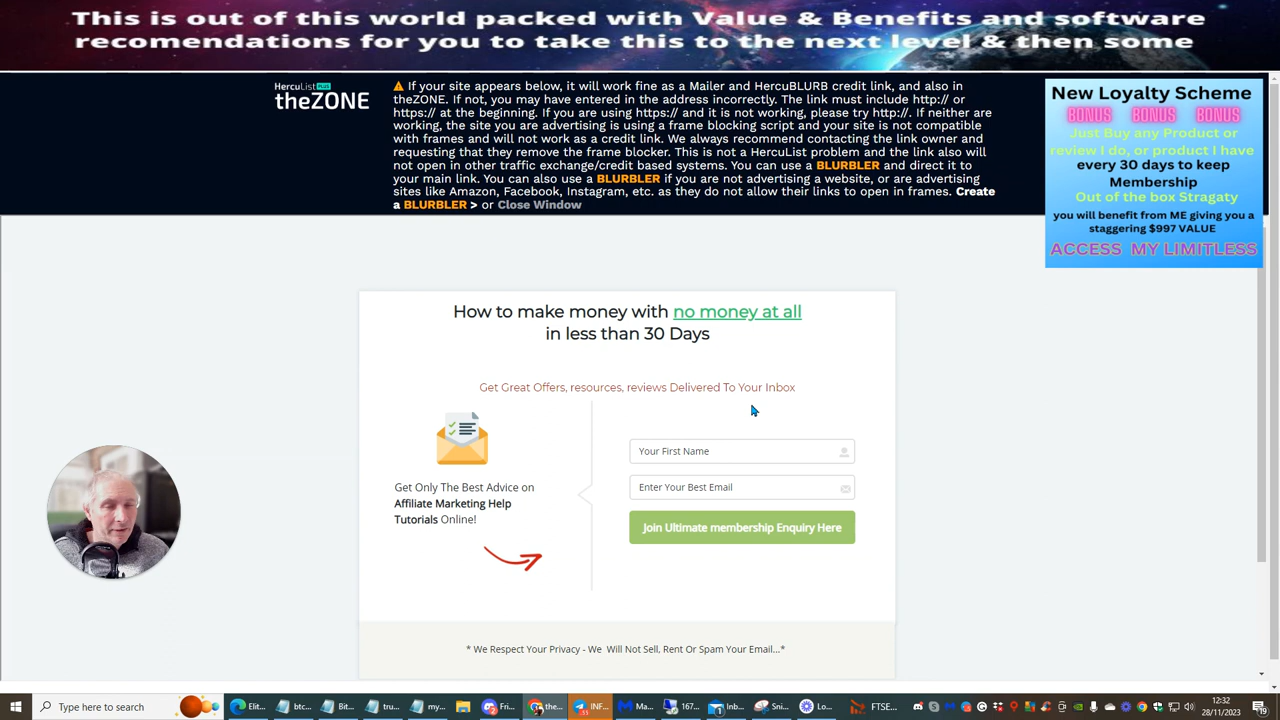 This is out of this world packed with Value & Benefits and software
recomendations for you to take this to the next level & then some
HercuList PLUS
theZONE
If your site appears below, it will work fine as a Mailer and HercuBLURB credit link, and also in
theZONE. If not, you may have entered in the address incorrectly. The link must include http:// or
https:// at the beginning. If you are using https:// and it is not working, please try http://. If neither are
working, the site you are advertising is using a frame blocking script and your site is not compatible
with frames and will not work as a credit link. We always recommend contacting the link owner and
requesting that they remove the frame blocker. This is not a HercuList problem and the link also will
not open in other traffic exchange/credit based systems. You can use a BLURBLER and direct it to
your main link. You can also use a BLURBLER if you are not advertising a website, or are advertising
sites like Amazon, Facebook, Instagram, etc. as they do not allow their links to open in frames. Create
a BLURBLER > or Close Window
New Loyalty Scheme
BONUS BONUS BONUS
Just Buy any Product or
review I do, or product I have
every 30 days to keep
Membership
Out of the box Stragaty
you will benefit from ME giving you a
staggering $997 VALUE
ACCESS MY LIMITLESS
How to make money with no money at all
in less than 30 Days
Get Great Offers, resources, reviews Delivered To Your Inbox
Get Only The Best Advice on
Affiliate Marketing Help
Tutorials Online!
Your First Name
Enter Your Best Email
Join Ultimate membership Enquiry Here
* We Respect Your Privacy - We Will Not Sell, Rent Or Spam Your Email...*
Type here to search
Elit...
btc...
Bit...
tru...
my...
Fri...
the...
INF...
Ma...
167...
Inb...
Sni...
Lo...
FTSE...
12:32
28/11/2023